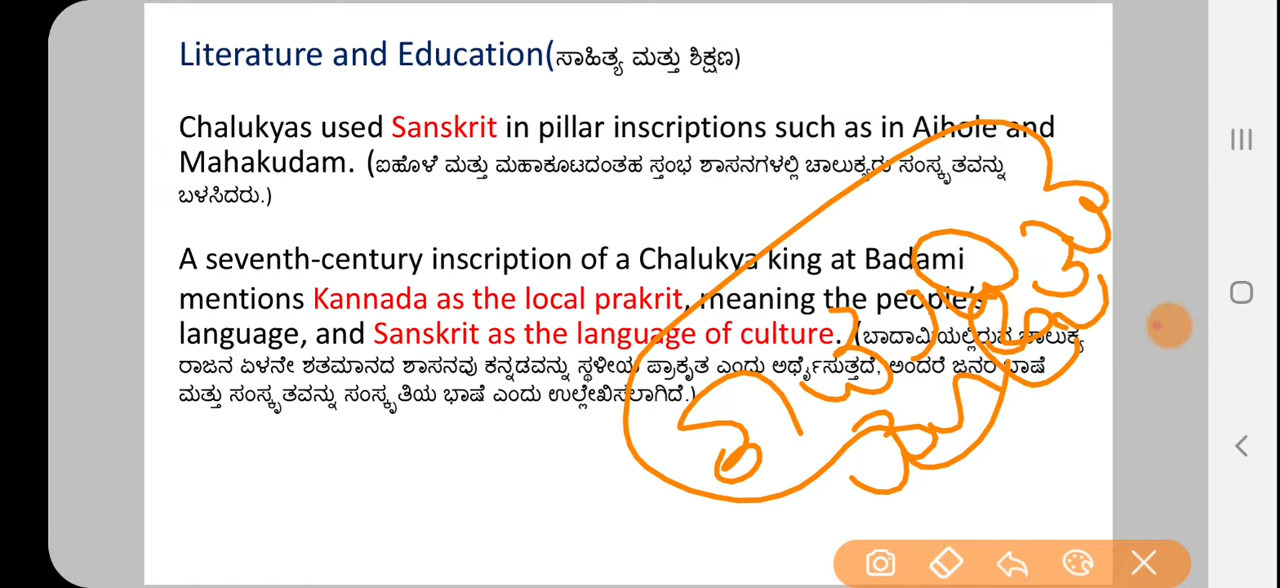 Literature and Education(ಸಾಹಿತ್ಯ ಮತ್ತು ಶಿಕ್ಷಣ)
Chalukyas used Sanskrit in pillar inscriptions such as in Aihole and
Mahakudam. (ಐಹೊಳೆ ಮತ್ತು ಮಹಾಕೂಟದಂತಹ ಸ್ತಂಭ ಶಾಸನಗಳಲ್ಲಿ ಚಾಲುಕ್ಯರು ಸಂಸ್ಕೃತವನ್ನು
ಬಳಸಿದರು.)
A seventh-century inscription of a Chalukya king at Badami
mentions Kannada as the local prakrit, meaning the people's
language, and Sanskrit as the language of culture. (ಬಾದಾಮಿಯಲ್ಲಿರುವ ಚಾಲುಕ್ಯ
ರಾಜನ ಏಳನೇ ಶತಮಾನದ ಶಾಸನವು ಕನ್ನಡವನ್ನು ಸ್ಥಳೀಯ ಪ್ರಾಕೃತ ಎಂದು ಅರ್ಥೈಸುತ್ತದೆ, ಅಂದರೆ ಜನರ ಭಾಷೆ
ಮತ್ತು ಸಂಸ್ಕೃತವನ್ನು ಸಂಸ್ಕೃತಿಯ ಭಾಷೆ ಎಂದು ಉಲ್ಲೇಖಿಸಲಾಗಿದೆ.)